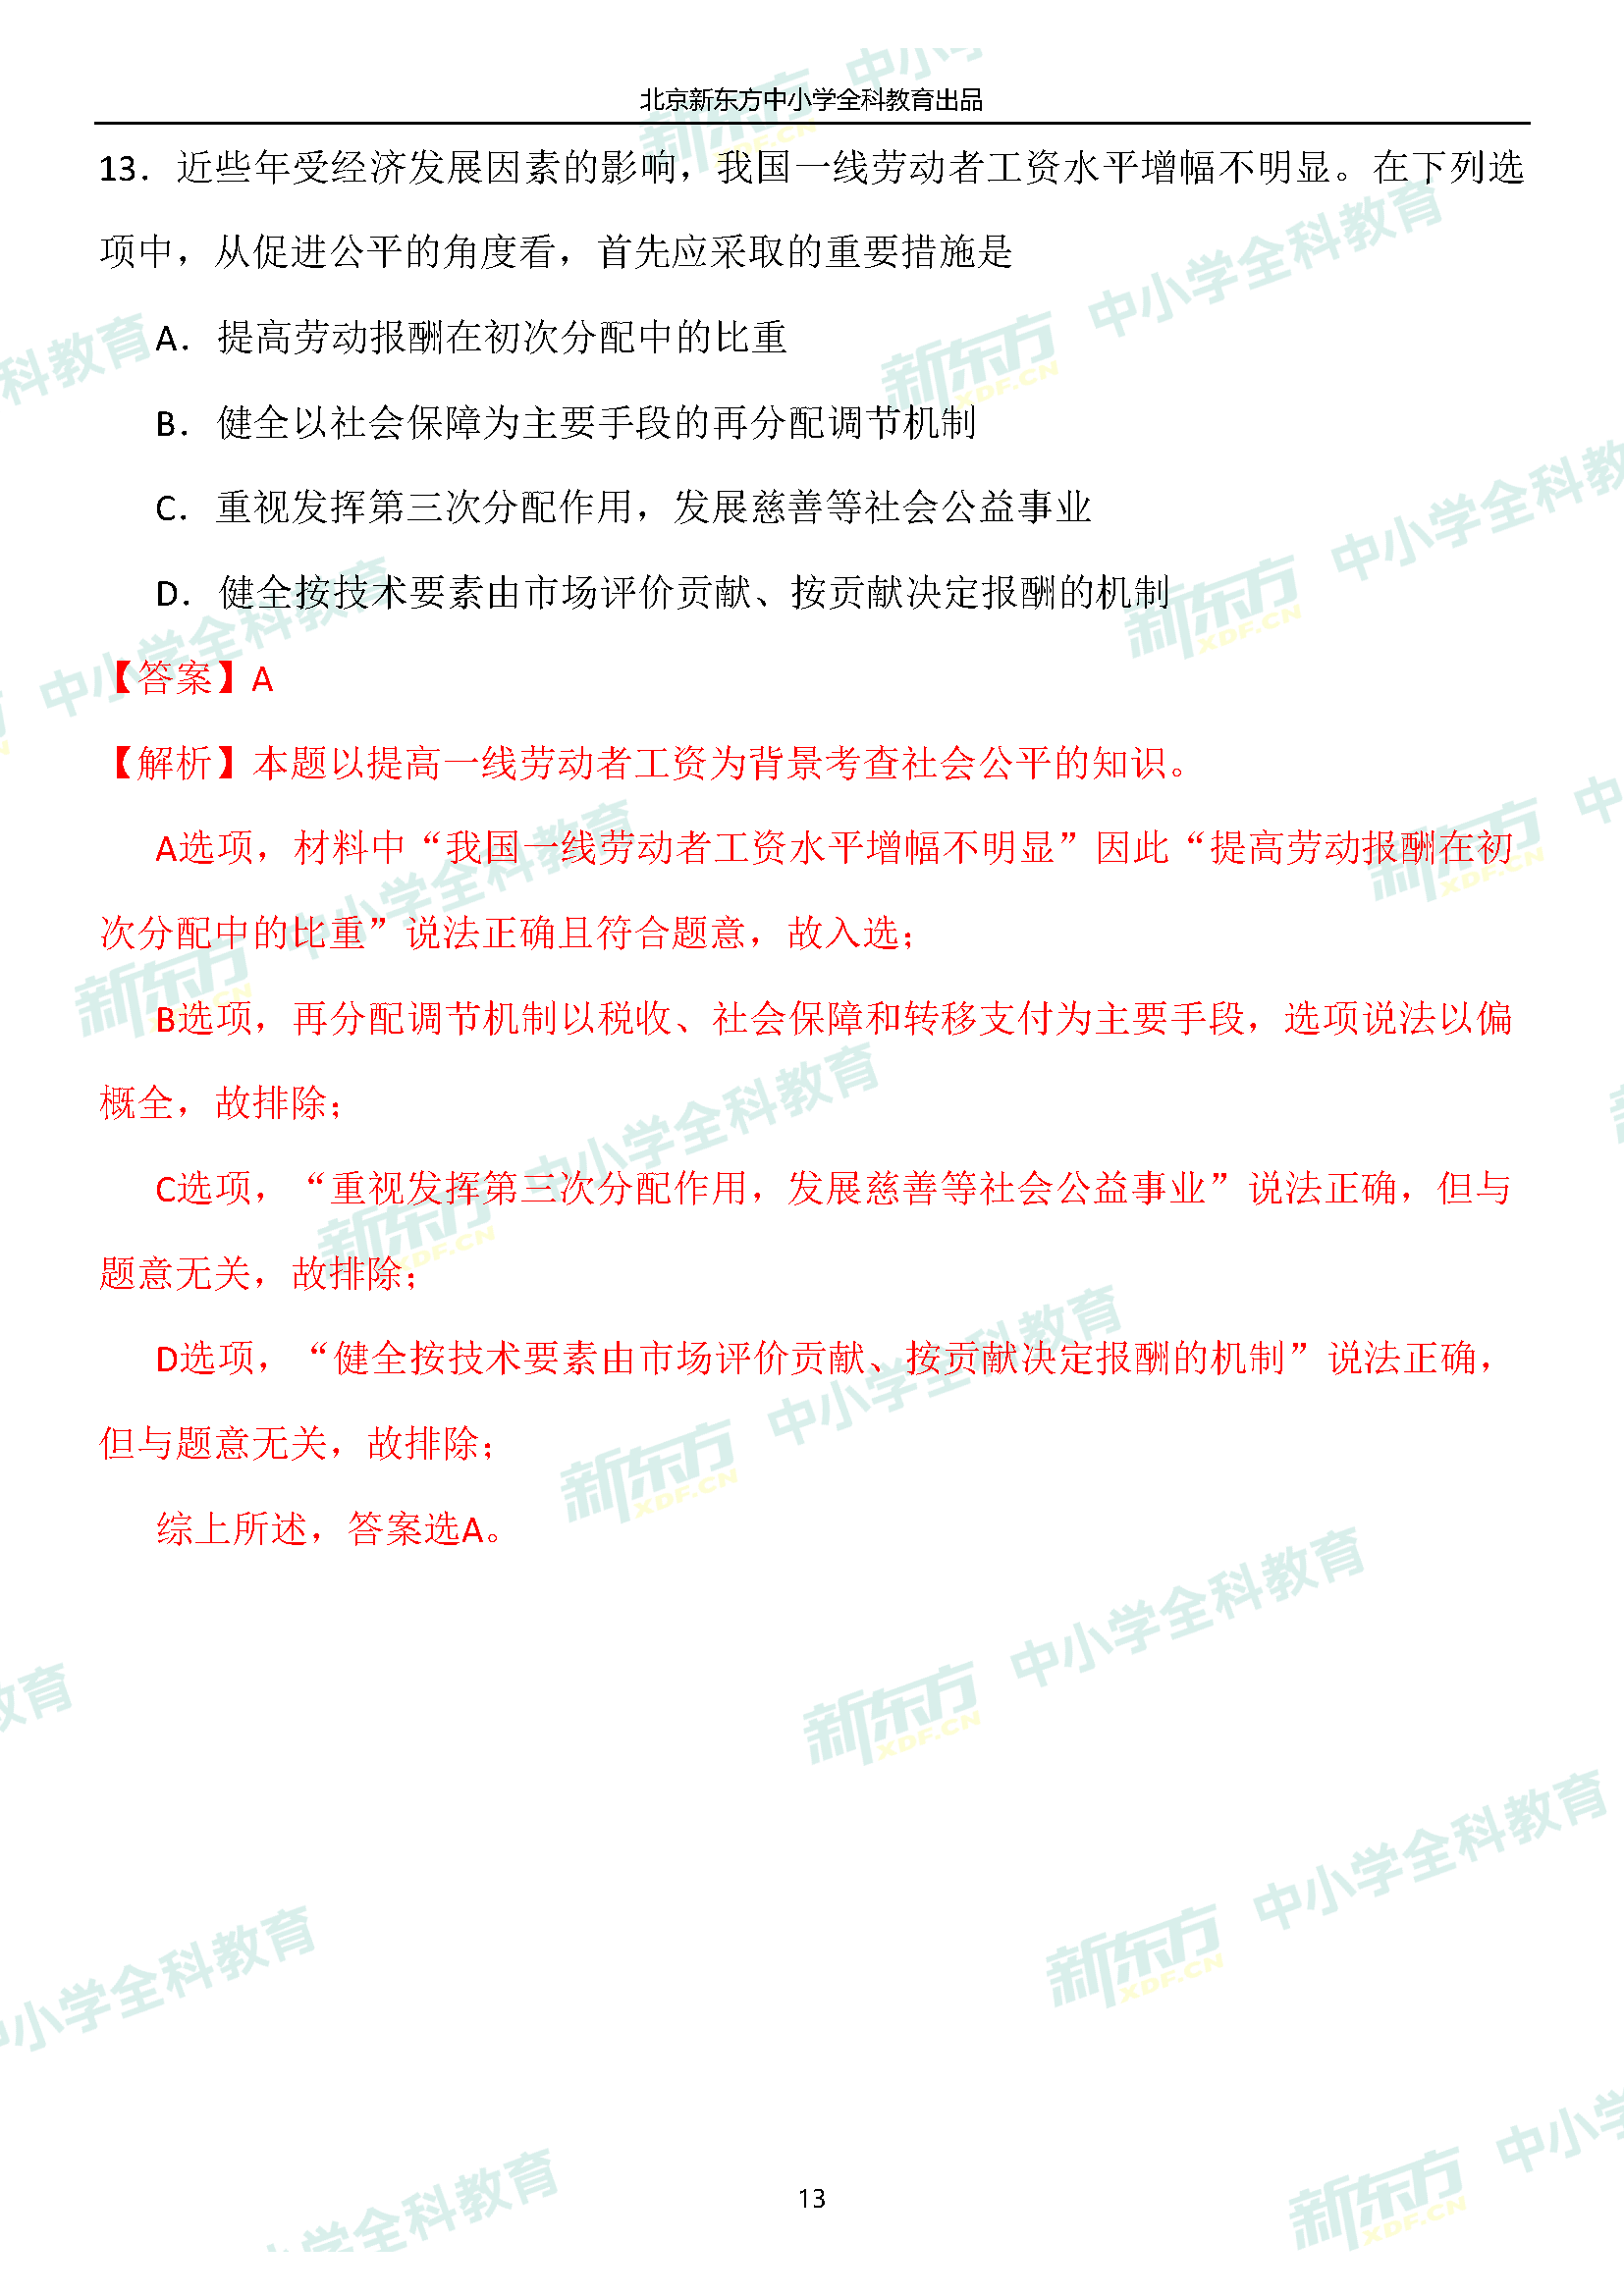 北京新东方中小学全科教育出品
13．近些年受经济发展因素的影响，我国一线劳动者工资水平增幅不明显。在下列选
项中，从促进公平的角度看，首先应采取的重要措施是
A．提高劳动报酬在初次分配中的比重
B．健全以社会保障为主要手段的再分配调节机制
C．重视发挥第三次分配作用，发展慈善等社会公益事业
D．健全按技术要素由市场评价贡献、按贡献决定报酬的机制
【答案】A
【解析】本题以提高一线劳动者工资为背景考查社会公平的知识。
A选项，材料中“我国一线劳动者工资水平增幅不明显”因此“提高劳动报酬在初
次分配中的比重”说法正确且符合题意，故入选；
B选项，再分配调节机制以税收、社会保障和转移支付为主要手段，选项说法以偏
概全，故排除；
C选项，“重视发挥第三次分配作用，发展慈善等社会公益事业”说法正确，但与
题意无关，故排除；
D选项，“健全按技术要素由市场评价贡献、按贡献决定报酬的机制”说法正确，
但与题意无关，故排除；
综上所述，答案选A。
13
新东方 XDF.CN 中小学全科教育